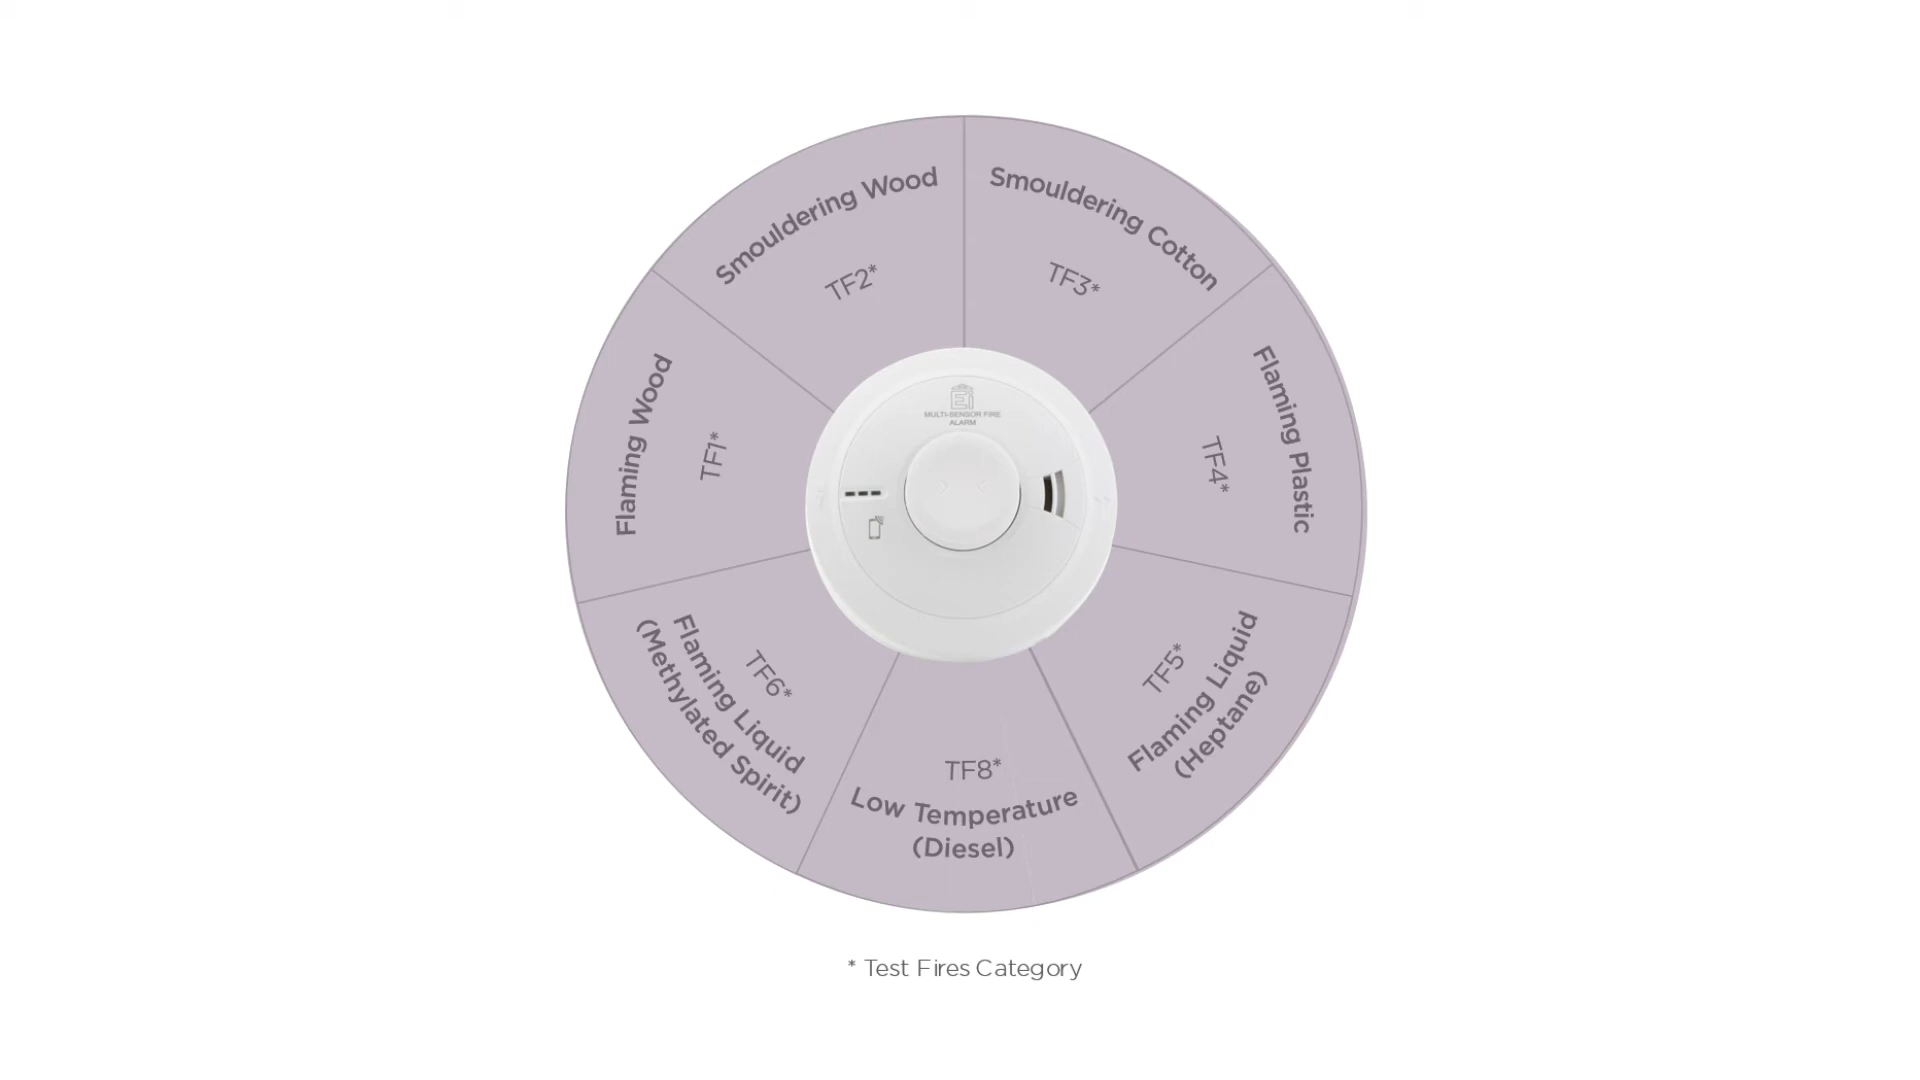 Smouldering Wood
TF2*
Smouldering Cotton
TF3*
Flaming Wood
TF1*
Flaming Plastic
TF4*
Ei
MULTI-SENSOR FIRE
ALARM
TF6*
Flaming Liquid
(Methylated Spirit)
TF5*
Flaming Liquid
(Heptane)
TF8*
Low Temperature
(Diesel)
* Test Fires Category